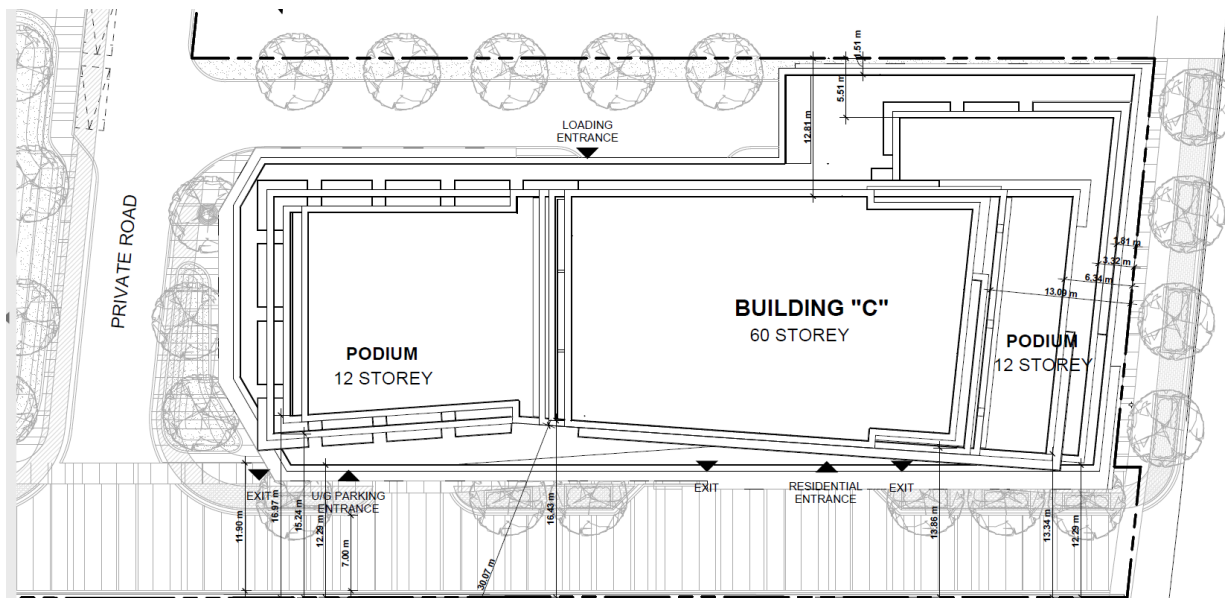 1.51 m
5.51 m
12.81 m
LOADING
ENTRANCE
PRIVATE ROAD
1.81 m
3.32 m
6.34 m
13.09 m
BUILDING "C"
60 STOREY
PODIUM
12 STOREY
PODIUM
12 STOREY
EXIT
U/G PARKING
ENTRANCE
EXIT
RESIDENTIAL
ENTRANCE
EXIT
11.90 m
16.97 m
15.24 m
12.29 m
7.00 m
30.07 m
16.43 m
13.86 m
13.34 m
12.29 m